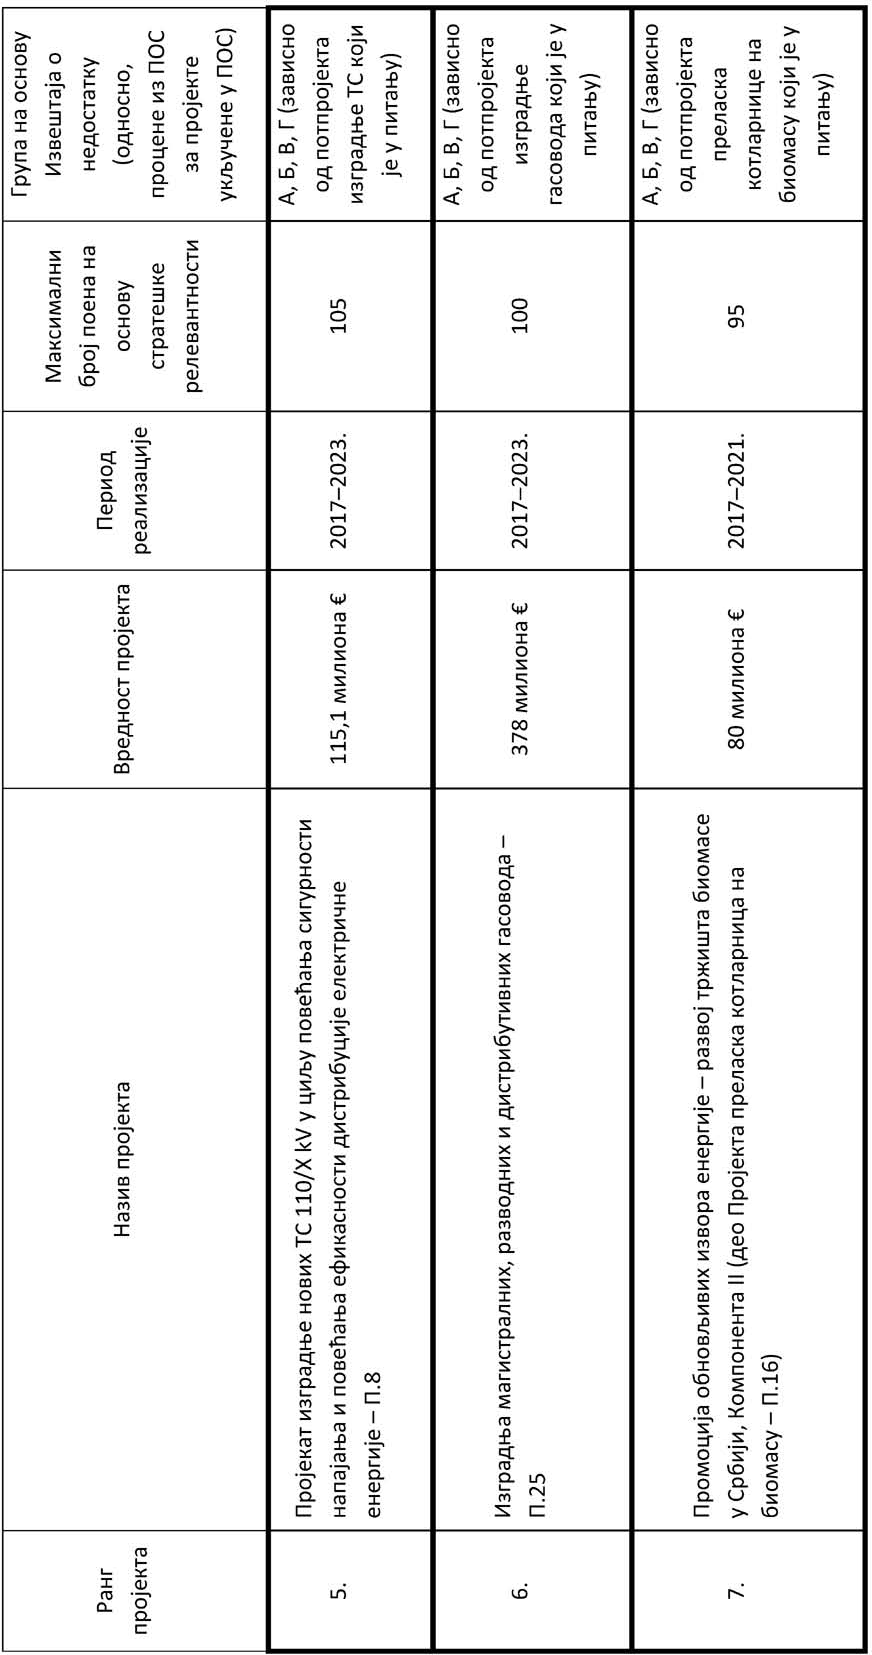 Ранг
пројекта
Назив пројекта
Вредност пројекта
Период
реализације
Максимални
број поена на
основу
стратешке
релевантности
Група на основу
Извештаја о
недостатку
(односно,
процене из ПОС
за пројекте
укључене у ПОС)
5.
Пројекат изградње нових ТС 110/X kV у циљу повећања сигурности
напајања и повећања ефикасности дистрибуције електричне
енергије – П.8
115,1 милиона €
2017–2023.
105
А, Б, В, Г (зависно
од потпројекта
изградње ТС који
је у питању)
6.
Изградња магистралних, разводних и дистрибутивних гасовода –
П.25
378 милиона €
2017–2023.
100
А, Б, В, Г (зависно
од потпројекта
изградње
гасовода који је у
питању)
7.
Промоција обновљивих извора енергије – развој тржишта биомасе
у Србији, Компонента II (део Пројекта преласка котларница на
биомасу – П.16)
80 милиона €
2017–2021.
95
А, Б, В, Г (зависно
од потпројекта
преласка
котларнице на
биомасу који је у
питању)